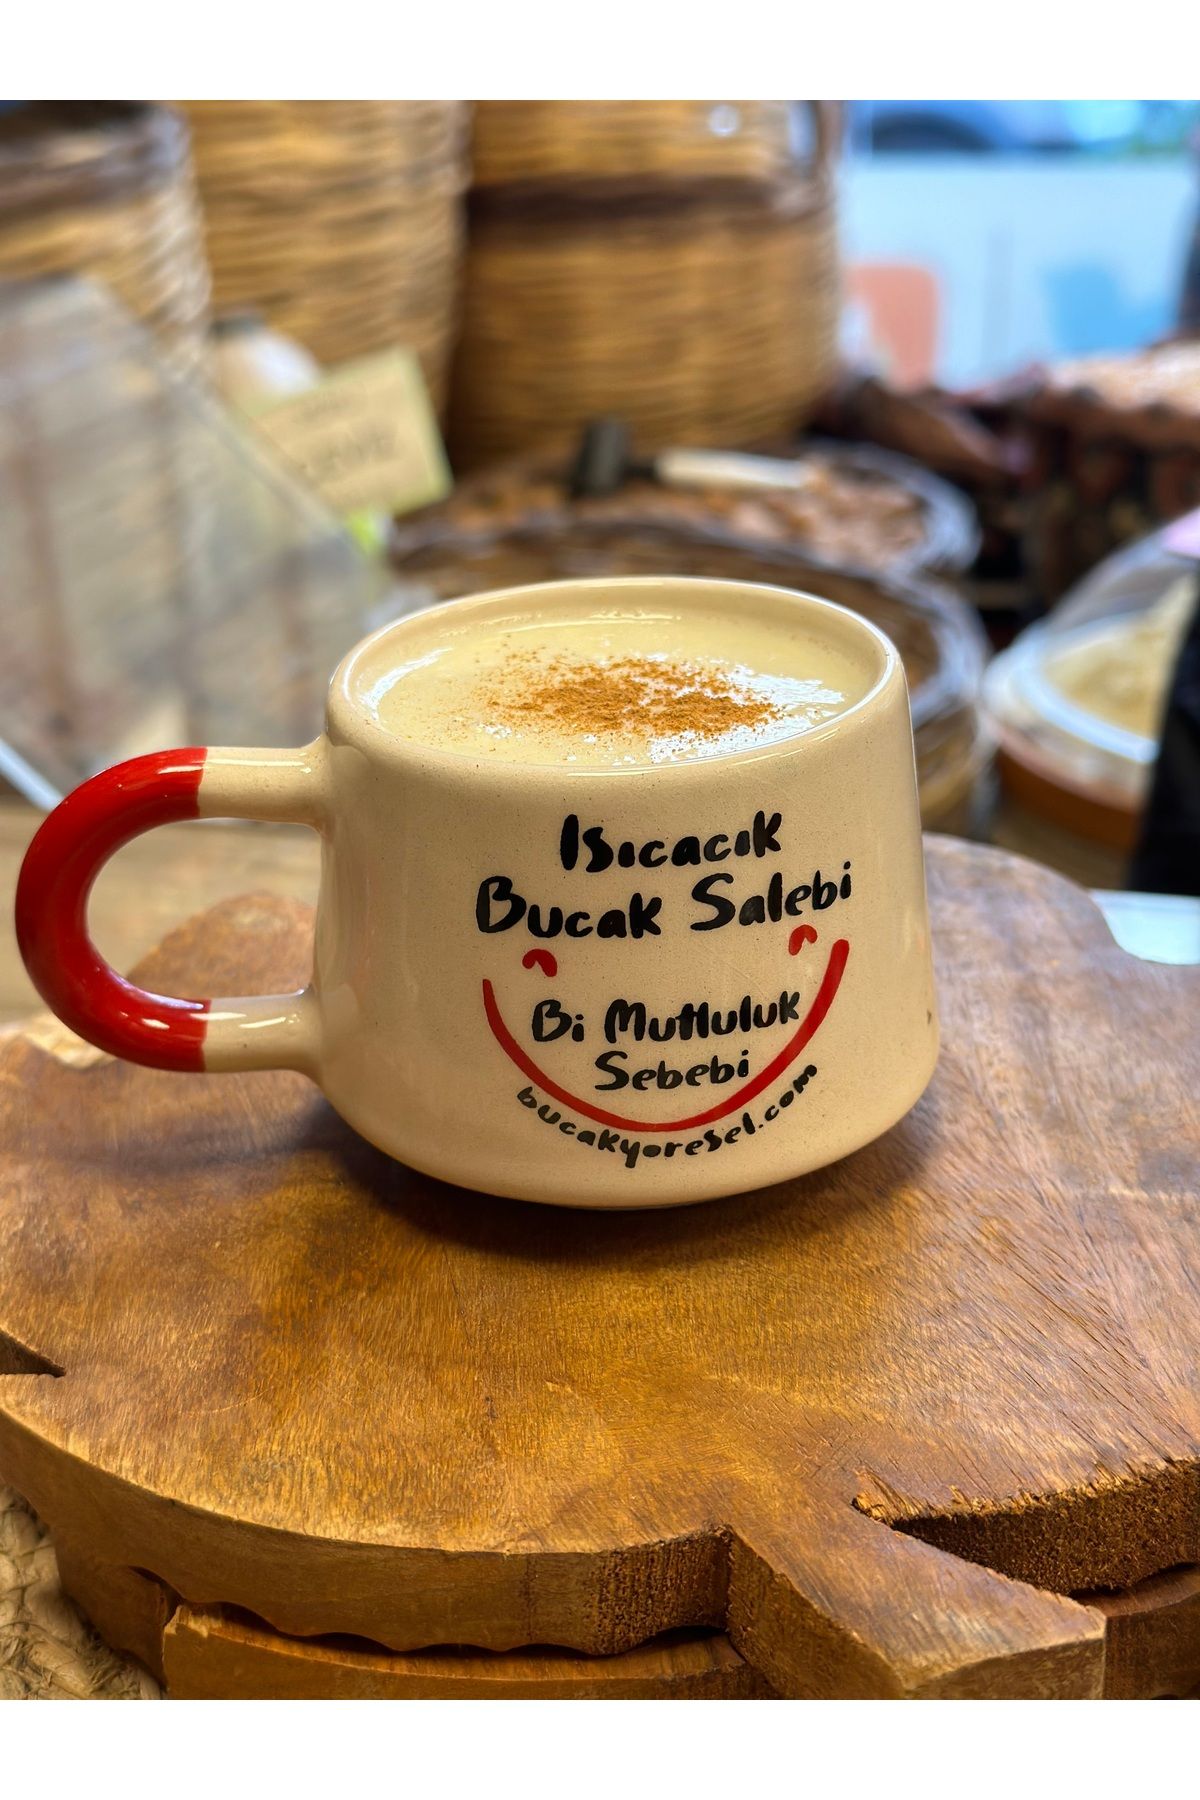 Isıcacık
Bucak Salebi
Bi Mutluluk
Sebebi
bucakyoresel.com